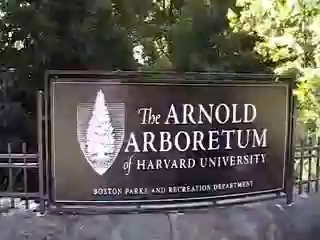 The ARNOLD
ARBORETUM
of HARVARD UNIVERSITY
BOSTON PARKS AND RECREATION DEPARTMENT